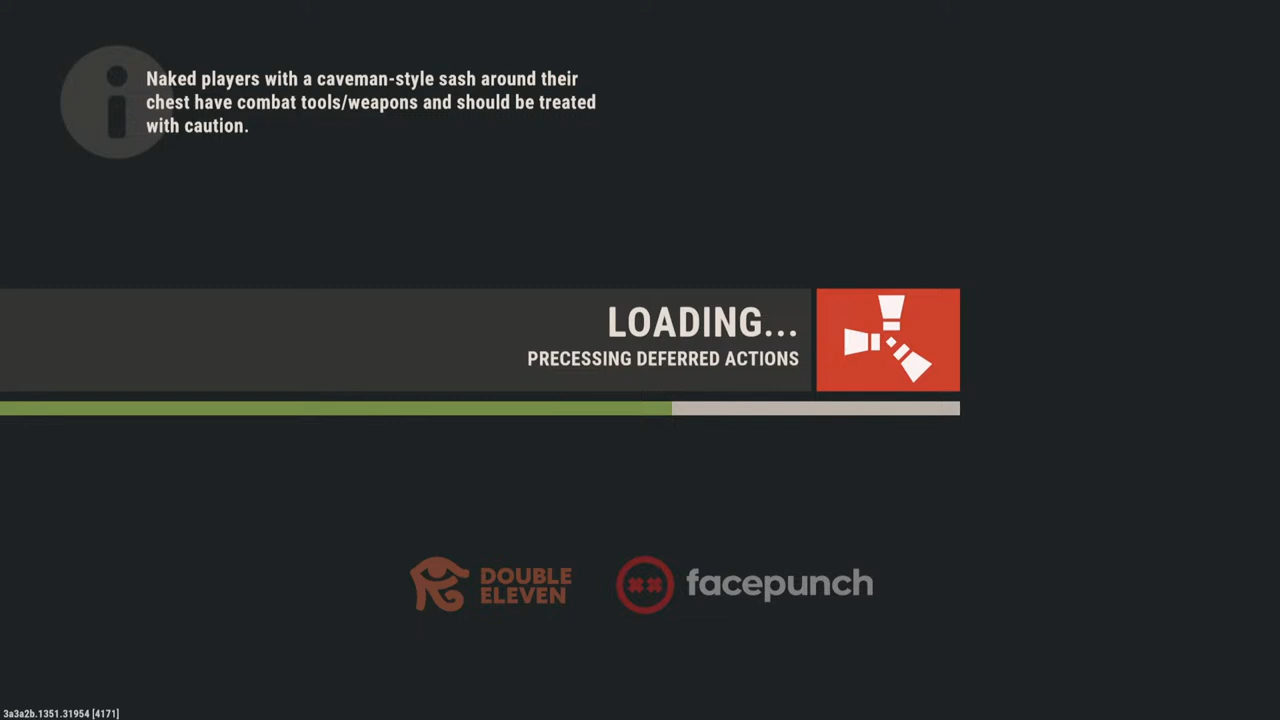 Naked players with a caveman-style sash around their
chest have combat tools/weapons and should be treated
with caution.
LOADING...
PRECESSING DEFERRED ACTIONS
DOUBLE
ELEVEN
facepunch
3a3a2b.1351.31954 [4171]